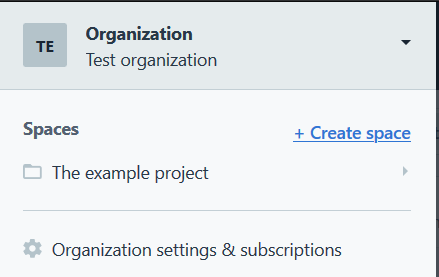 TE
Organization
Test organization
Spaces
+ Create space
The example project
Organization settings & subscriptions